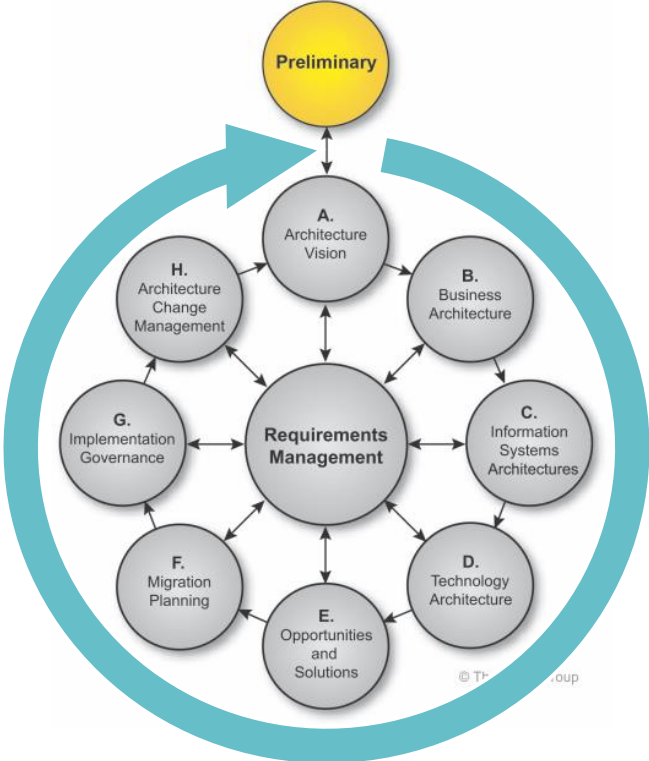 Preliminary
A.
Architecture
Vision
B.
Business
Architecture
C.
Information
Systems
Architectures
D.
Technology
Architecture
E.
Opportunities
and
Solutions
F.
Migration
Planning
G.
Implementation
Governance
H.
Architecture
Change
Management
Requirements
Management
©